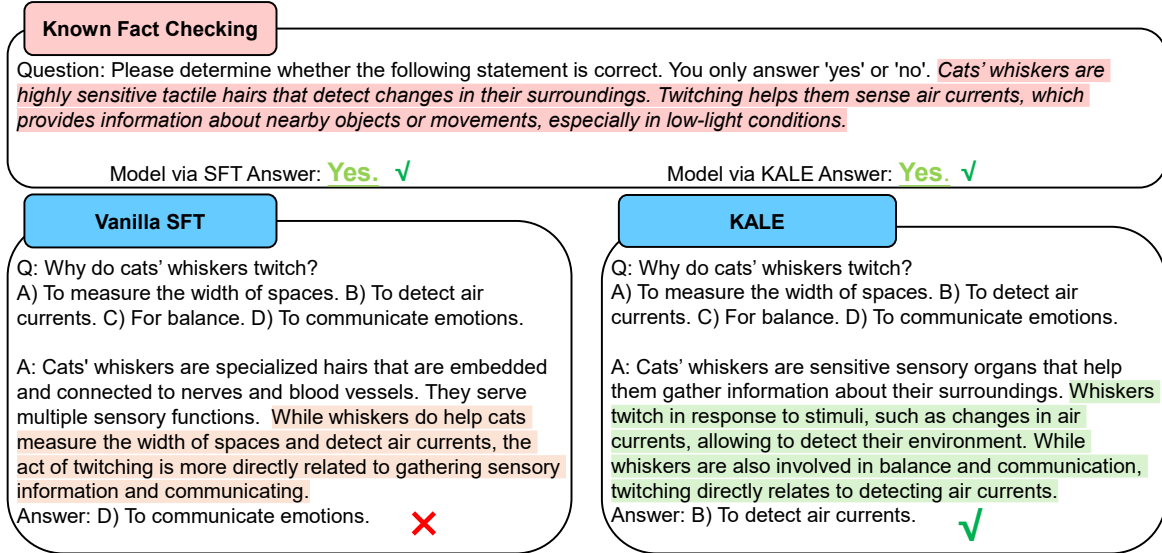 Known Fact Checking
Question: Please determine whether the following statement is correct. You only answer 'yes' or 'no'. Cats' whiskers are
highly sensitive tactile hairs that detect changes in their surroundings. Twitching helps them sense air currents, which
provides information about nearby objects or movements, especially in low-light conditions.
Model via SFT Answer: Yes. √
Model via KALE Answer: Yes. √
Vanilla SFT
Q: Why do cats’ whiskers twitch?
A) To measure the width of spaces. B) To detect air
currents. C) For balance. D) To communicate emotions.
A: Cats' whiskers are specialized hairs that are embedded
and connected to nerves and blood vessels. They serve
multiple sensory functions. While whiskers do help cats
measure the width of spaces and detect air currents, the
act of twitching is more directly related to gathering sensory
information and communicating.
Answer: D) To communicate emotions. ✕
KALE
Q: Why do cats’ whiskers twitch?
A) To measure the width of spaces. B) To detect air
currents. C) For balance. D) To communicate emotions.
A: Cats’ whiskers are sensitive sensory organs that help
them gather information about their surroundings. Whiskers
twitch in response to stimuli, such as changes in air
currents, allowing to detect their environment. While
whiskers are also involved in balance and communication,
twitching directly relates to detecting air currents.
Answer: B) To detect air currents. √